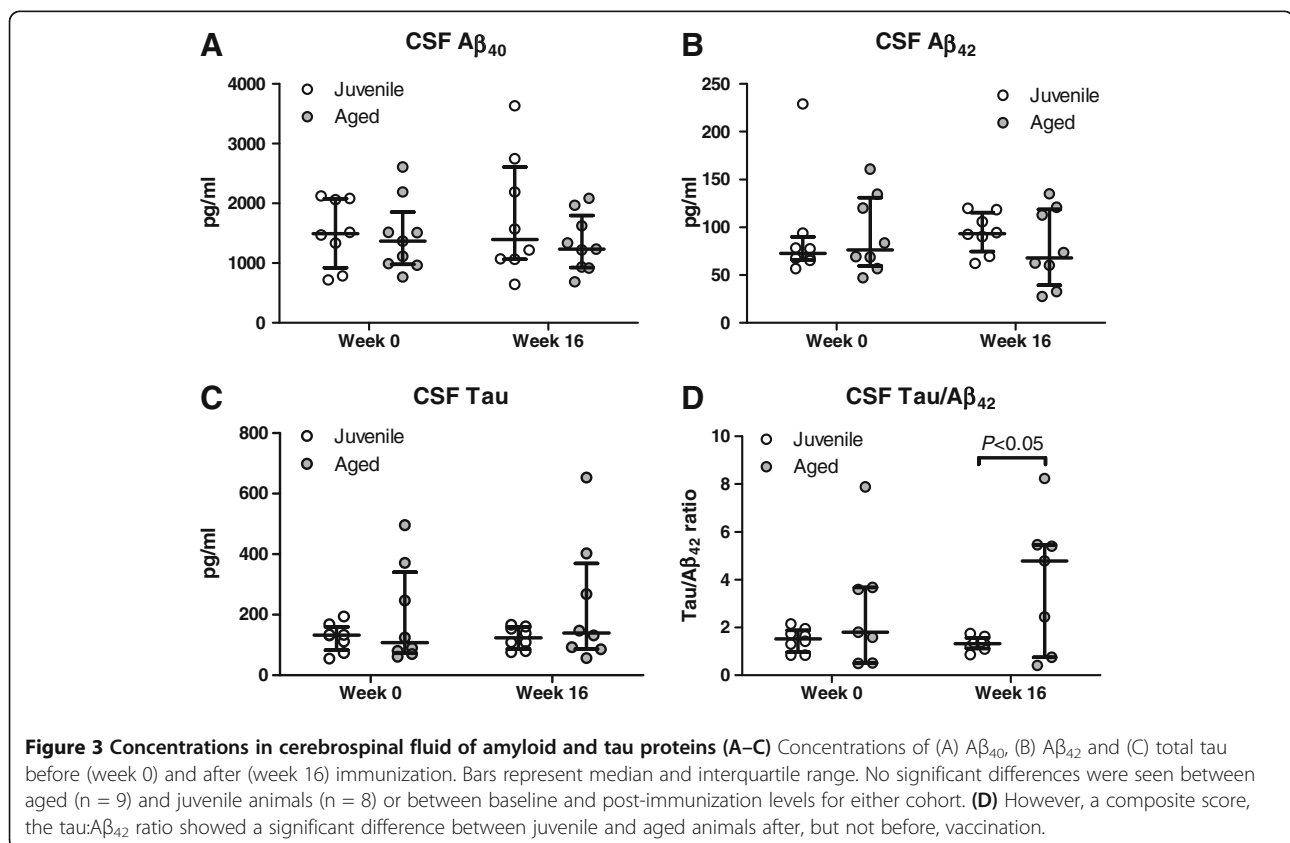 A
CSF Aβ40
4000
3000
2000
1000
0
pg/ml
Juvenile
Aged
Week 0
Week 16
B
CSF Aβ42
250
200
150
100
50
0
pg/ml
Juvenile
Aged
Week 0
Week 16
C
CSF Tau
800
600
400
200
0
pg/ml
Juvenile
Aged
Week 0
Week 16
D
CSF Tau/Aβ42
10
8
6
4
2
0
Tau/Aβ42 ratio
Juvenile
Aged
P<0.05
Week 0
Week 16
Figure 3 Concentrations in cerebrospinal fluid of amyloid and tau proteins (A–C) Concentrations of (A) Aβ40, (B) Aβ42 and (C) total tau
before (week 0) and after (week 16) immunization. Bars represent median and interquartile range. No significant differences were seen between
aged (n = 9) and juvenile animals (n = 8) or between baseline and post-immunization levels for either cohort. (D) However, a composite score,
the tau:Aβ42 ratio showed a significant difference between juvenile and aged animals after, but not before, vaccination.